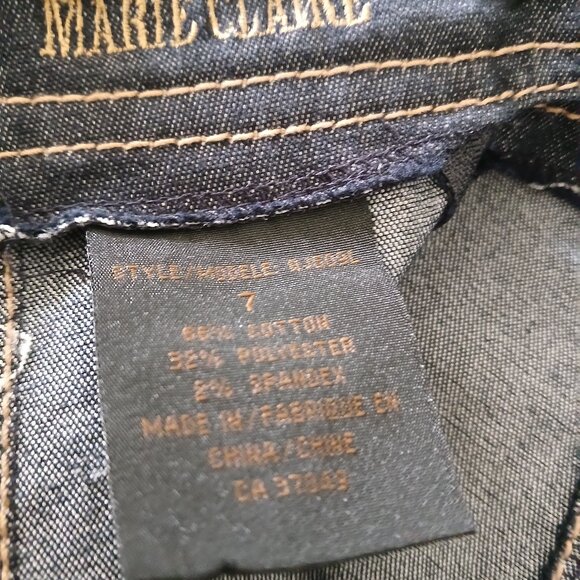 MARIE CLAIRE
STYLE/MODELE
7
66% COTTON
32% POLYESTER
2% SPANDEX
MADE IN/FABRIQUE EN
CHINA/CHINE
CA